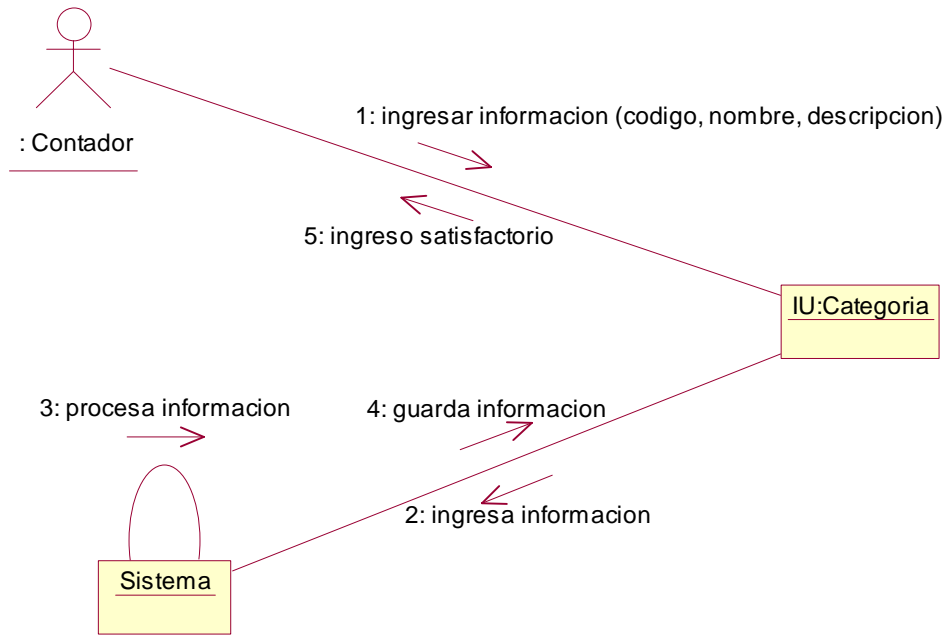 1: ingresar informacion (codigo, nombre, descripcion)
: Contador
5: ingreso satisfactorio
IU:Categoria
3: procesa informacion
4: guarda informacion
2: ingresa informacion
Sistema